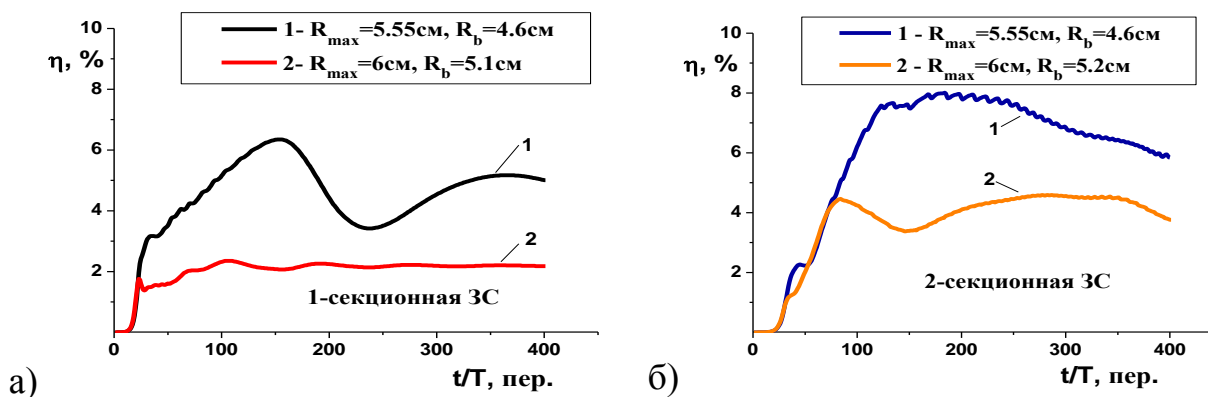 10
8
6
4
2
η, %
1- R_max=5.55см, R_b=4.6см
2- R_max=6см, R_b=5.1см
1
2
1-секционная ЗС
0 100 200 300 400
t/T, пер.
а)
10
8
6
4
2
0
η, %
1 - R_max=5.55см, R_b=4.6см
2 - R_max=6см, R_b=5.2см
1
2
2-секционная ЗС
0 100 200 300 400
t/T, пер.
б)